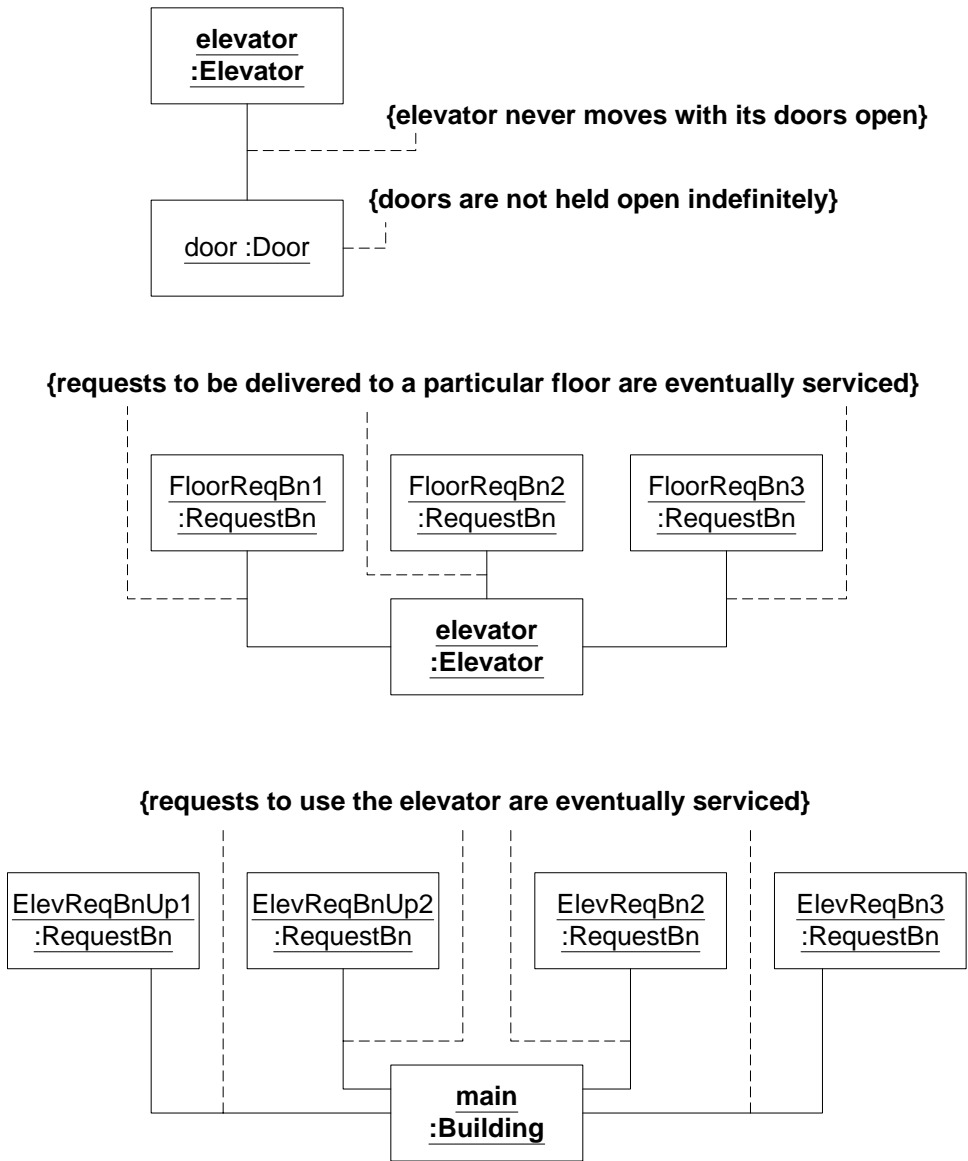 elevator
:Elevator
{elevator never moves with its doors open}
{doors are not held open indefinitely}
door :Door
{requests to be delivered to a particular floor are eventually serviced}
FloorReqBn1
:RequestBn
FloorReqBn2
:RequestBn
FloorReqBn3
:RequestBn
elevator
:Elevator
{requests to use the elevator are eventually serviced}
ElevReqBnUp1
:RequestBn
ElevReqBnUp2
:RequestBn
ElevReqBn2
:RequestBn
ElevReqBn3
:RequestBn
main
:Building